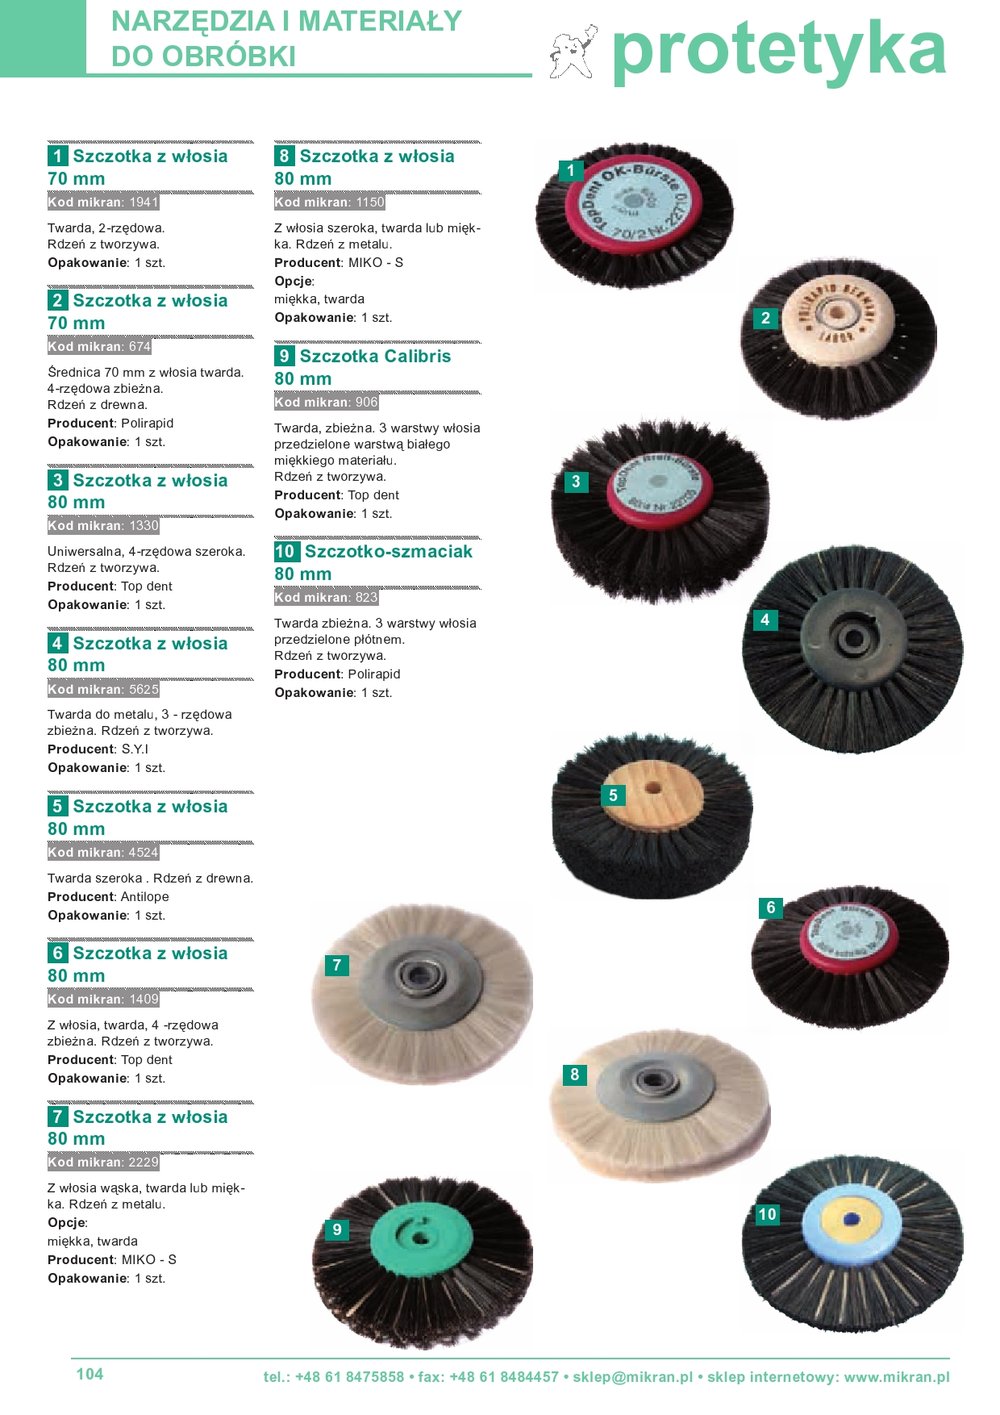 NARZĘDZIA I MATERIAŁY
DO OBRÓBKI
protetyka
1 Szczotka z włosia
70 mm
Kod mikran: 1941
Twarda, 2-rzędowa.
Rdzeń z tworzywa.
Opakowanie: 1 szt.
2 Szczotka z włosia
70 mm
Kod mikran: 674
Średnica 70 mm z włosia twarda.
4-rzędowa zbieżna.
Rdzeń z drewna.
Producent: Polirapid
Opakowanie: 1 szt.
3 Szczotka z włosia
80 mm
Kod mikran: 1330
Uniwersalna, 4-rzędowa szeroka.
Rdzeń z tworzywa.
Producent: Top dent
Opakowanie: 1 szt.
4 Szczotka z włosia
80 mm
Kod mikran: 5625
Twarda do metalu, 3 - rzędowa
zbieżna. Rdzeń z tworzywa.
Producent: S.Y.I
Opakowanie: 1 szt.
5 Szczotka z włosia
80 mm
Kod mikran: 4524
Twarda szeroka . Rdzeń z drewna.
Producent: Antilope
Opakowanie: 1 szt.
6 Szczotka z włosia
80 mm
Kod mikran: 1409
Z włosia, twarda, 4 -rzędowa
zbieżna. Rdzeń z tworzywa.
Producent: Top dent
Opakowanie: 1 szt.
7 Szczotka z włosia
80 mm
Kod mikran: 2229
Z włosia wąska, twarda lub mięk-
ka. Rdzeń z metalu.
Opcje:
miękka, twarda
Producent: MIKO - S
Opakowanie: 1 szt.
8 Szczotka z włosia
80 mm
Kod mikran: 1150
Z włosia szeroka, twarda lub mięk-
ka. Rdzeń z metalu.
Producent: MIKO - S
Opcje:
miękka, twarda
Opakowanie: 1 szt.
9 Szczotka Calibris
80 mm
Kod mikran: 906
Twarda, zbieżna. 3 warstwy włosia
przedzielone warstwą białego
miękkiego materiału.
Rdzeń z tworzywa.
Producent: Top dent
Opakowanie: 1 szt.
10 Szczotko-szmaciak
80 mm
Kod mikran: 823
Twarda zbieżna. 3 warstwy włosia
przedzielone płótnem.
Rdzeń z tworzywa.
Producent: Polirapid
Opakowanie: 1 szt.
1
TopDent OK-Bürste
70/2 Nr.22710
2
POLIRAPID GERMANY
LABOR
3
TopDent Breit-Bürste
4
5
6
TopDent Bürste
7
8
9
10
104
tel.: +48 61 8475858 • fax: +48 61 8484457 • sklep@mikran.pl • sklep internetowy: www.mikran.pl